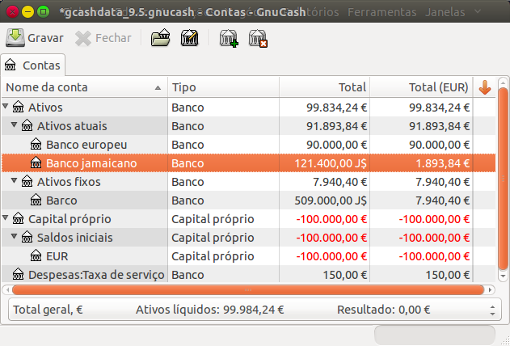 *gcashdata_9.5.gnucash - Contas - GnuCash Ferramentas Janelas
Gravar Fechar
Contas
Nome da conta Tipo Total Total (EUR)
Ativos Banco 99.834,24 € 99.834,24 €
Ativos atuais Banco 91.893,84 € 91.893,84 €
Banco europeu Banco 90.000,00 € 90.000,00 €
Banco jamaicano Banco 121.400,00 J$ 1.893,84 €
Ativos fixos Banco 7.940,40 € 7.940,40 €
Barco Banco 509.000,00 J$ 7.940,40 €
Capital próprio Capital próprio -100.000,00 € -100.000,00 €
Saldos iniciais Capital próprio -100.000,00 € -100.000,00 €
EUR Capital próprio -100.000,00 € -100.000,00 €
Despesas:Taxa de serviço Banco 150,00 € 150,00 €
Total geral, € Ativos líquidos: 99.984,24 € Resultado: 0,00 €